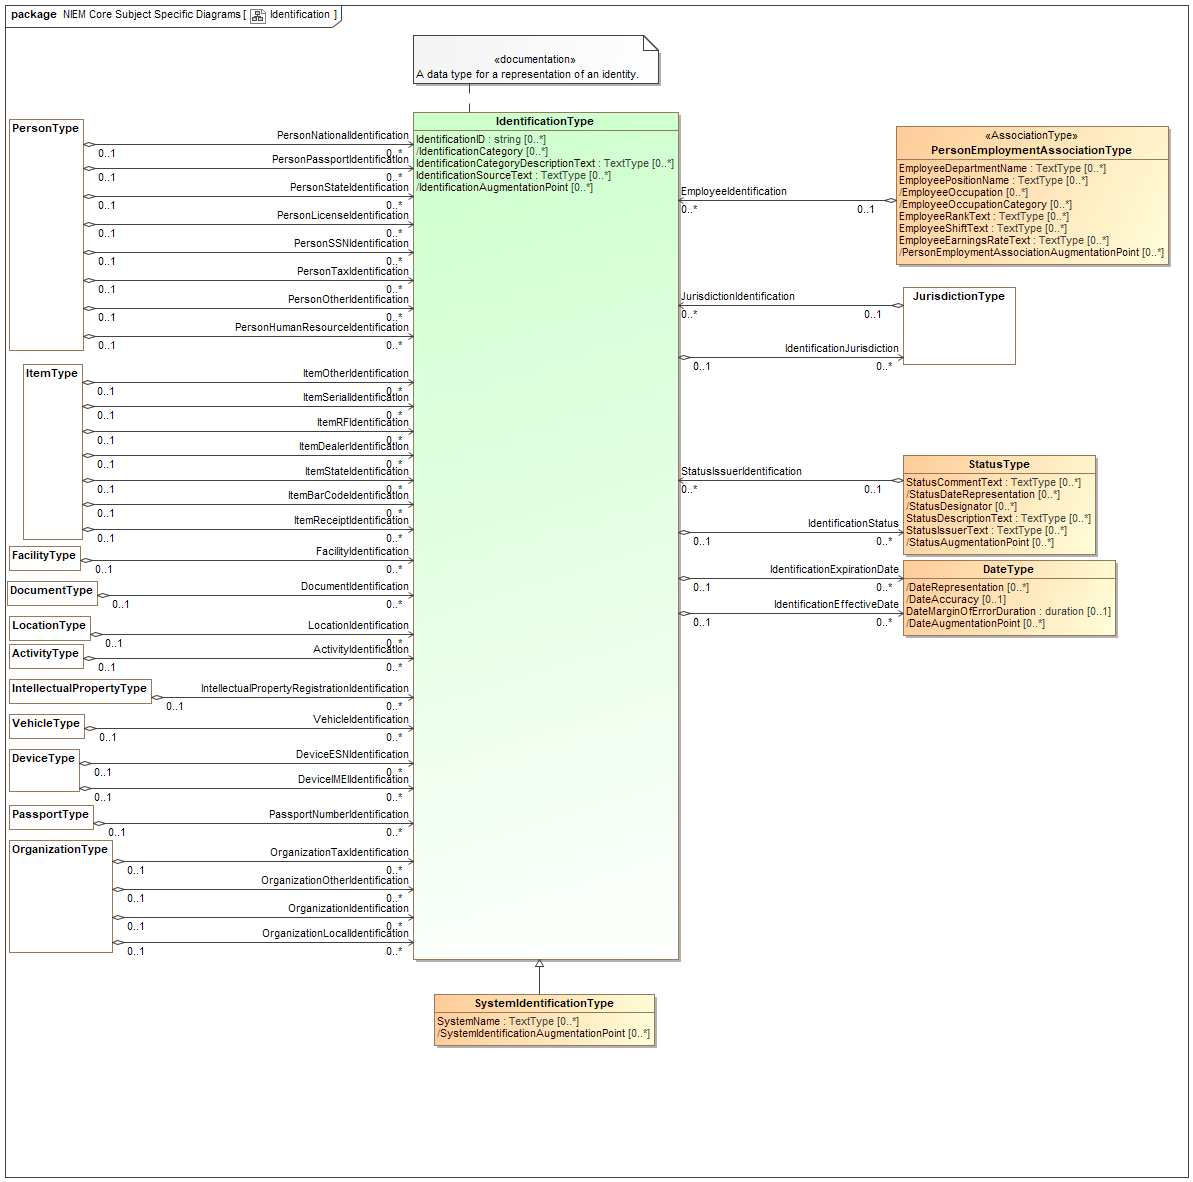 package NIEM Core Subject Specific Diagrams [ Identification ]
«documentation»
A data type for a representation of an identity.
IdentificationType
IdentificationID : string [0..*]
/IdentificationCategory [0..*]
IdentificationCategoryDescriptionText : TextType [0..*]
IdentificationSourceText : TextType [0..*]
/IdentificationAugmentationPoint [0..*]
PersonType
PersonNationalIdentification
0..1 0..*
PersonPassportIdentification
0..1 0..*
PersonStateIdentification
0..1 0..*
PersonLicenseIdentification
0..1 0..*
PersonSSNIdentification
0..1 0..*
PersonTaxIdentification
0..1 0..*
PersonOtherIdentification
0..1 0..*
PersonHumanResourceIdentification
0..1 0..*
ItemType
ItemOtherIdentification
0..1 0..*
ItemSerialIdentification
0..1 0..*
ItemRFIdentification
0..1 0..*
ItemDealerIdentification
0..1 0..*
ItemStateIdentification
0..1 0..*
ItemBarCodeIdentification
0..1 0..*
ItemReceiptIdentification
0..1 0..*
FacilityType
FacilityIdentification
0..1 0..*
DocumentType
DocumentIdentification
0..1 0..*
LocationType
LocationIdentification
0..1 0..*
ActivityType
ActivityIdentification
0..1 0..*
IntellectualPropertyType
IntellectualPropertyRegistrationIdentification
0..1 0..*
VehicleType
VehicleIdentification
0..1 0..*
DeviceType
DeviceESNIdentification
0..1 0..*
DeviceIMEIIdentification
0..1 0..*
PassportType
PassportNumberIdentification
0..1 0..*
OrganizationType
OrganizationTaxIdentification
0..1 0..*
OrganizationOtherIdentification
0..1 0..*
OrganizationIdentification
0..1 0..*
OrganizationLocalIdentification
0..1 0..*
«AssociationType»
PersonEmploymentAssociationType
EmployeeDepartmentName : TextType [0..*]
EmployeePositionName : TextType [0..*]
/EmployeeOccupation [0..*]
/EmployeeOccupationCategory [0..*]
EmployeeRankText : TextType [0..*]
EmployeeShiftText : TextType [0..*]
EmployeeEarningsRateText : TextType [0..*]
/PersonEmploymentAssociationAugmentationPoint [0..*]
EmployeeIdentification
0..* 0..1
JurisdictionType
JurisdictionIdentification
0..* 0..1
IdentificationJurisdiction
0..1 0..*
StatusType
StatusCommentText : TextType [0..*]
/StatusDateRepresentation [0..*]
/StatusDesignator [0..*]
StatusDescriptionText : TextType [0..*]
StatusIssuerText : TextType [0..*]
/StatusAugmentationPoint [0..*]
StatusIssuerIdentification
0..* 0..1
IdentificationStatus
0..1 0..*
DateType
/DateRepresentation [0..*]
/DateAccuracy [0..1]
DateMarginOfErrorDuration : duration [0..1]
/DateAugmentationPoint [0..*]
IdentificationExpirationDate
0..1 0..*
IdentificationEffectiveDate
0..1 0..*
SystemIdentificationType
SystemName : TextType [0..*]
/SystemIdentificationAugmentationPoint [0..*]